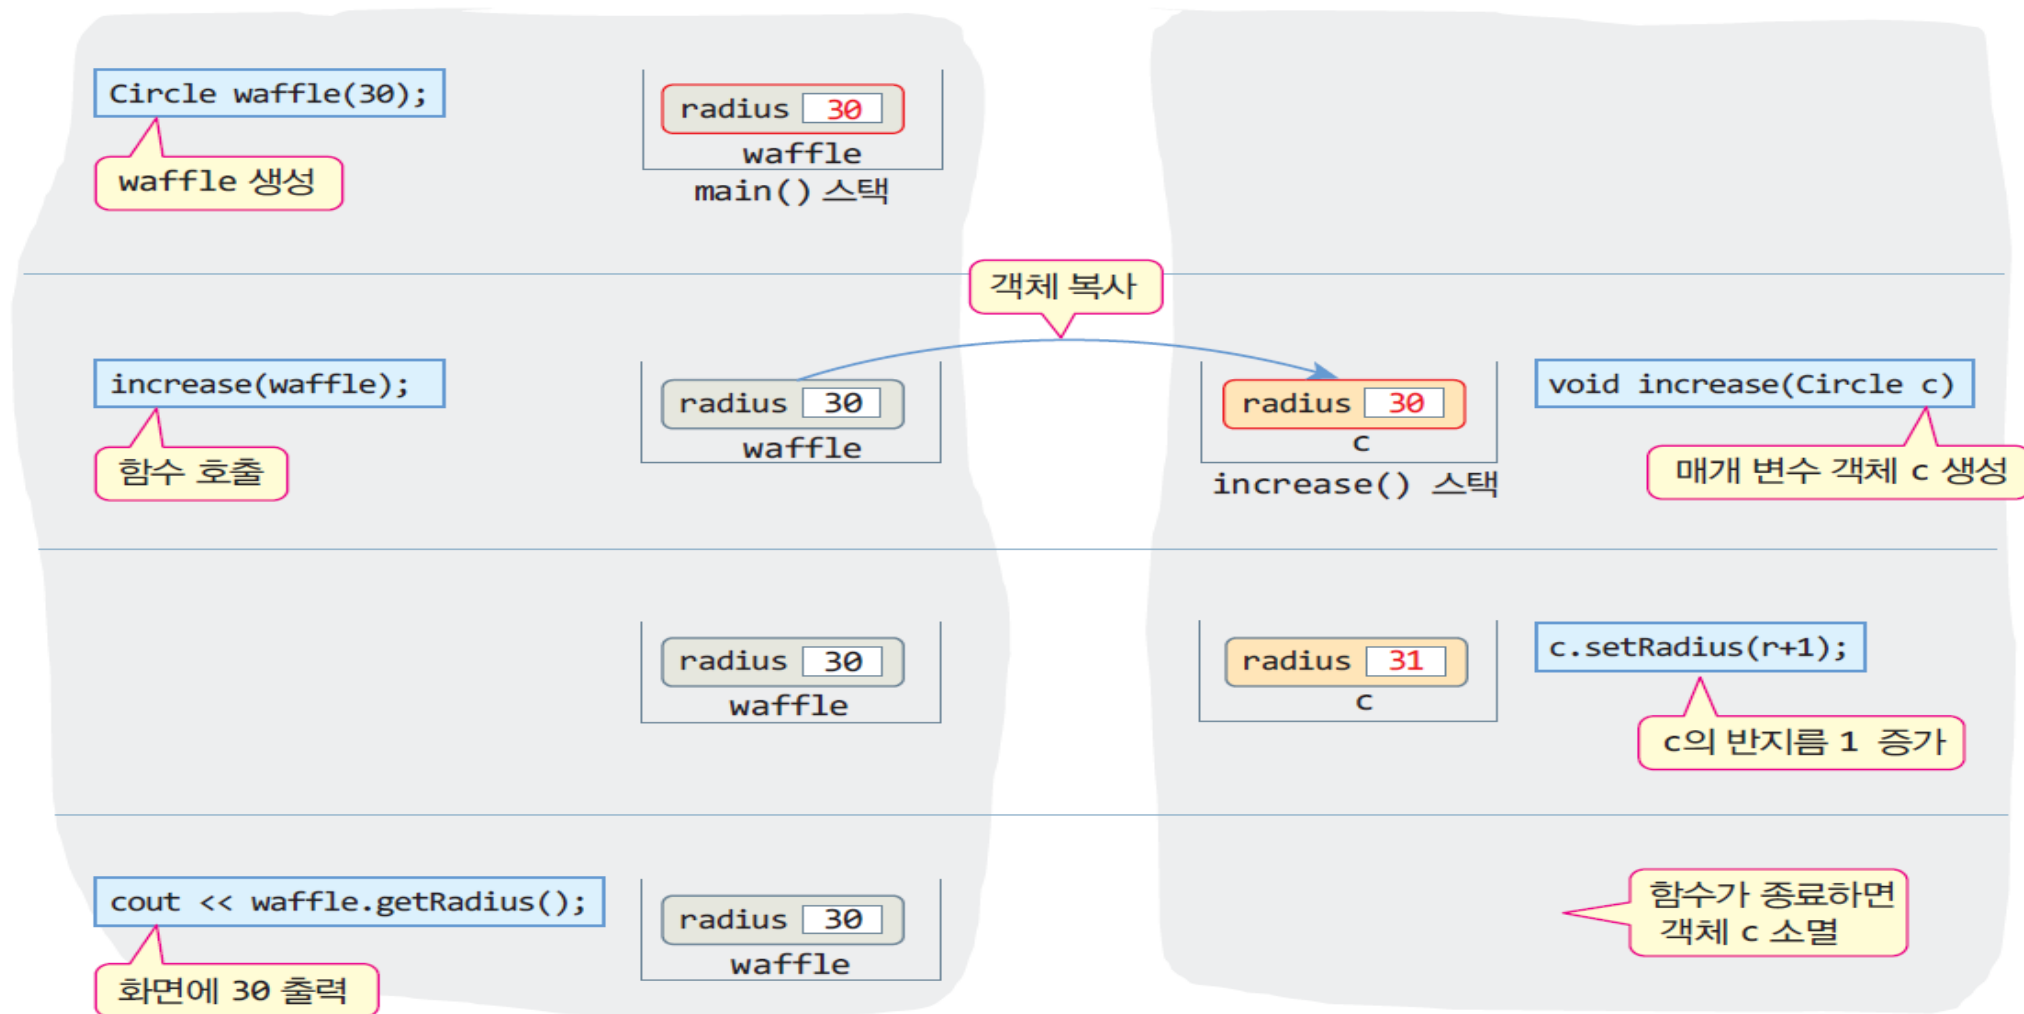 Circle waffle(30);
waffle 생성
radius 30
waffle
main() 스택
객체 복사
increase(waffle);
함수 호출
radius 30
waffle
radius 30
c
increase() 스택
void increase(Circle c)
매개 변수 객체 c 생성
radius 30
waffle
radius 31
c
c.setRadius(r+1);
c의 반지름 1 증가
cout << waffle.getRadius();
화면에 30 출력
radius 30
waffle
함수가 종료하면
객체 c 소멸